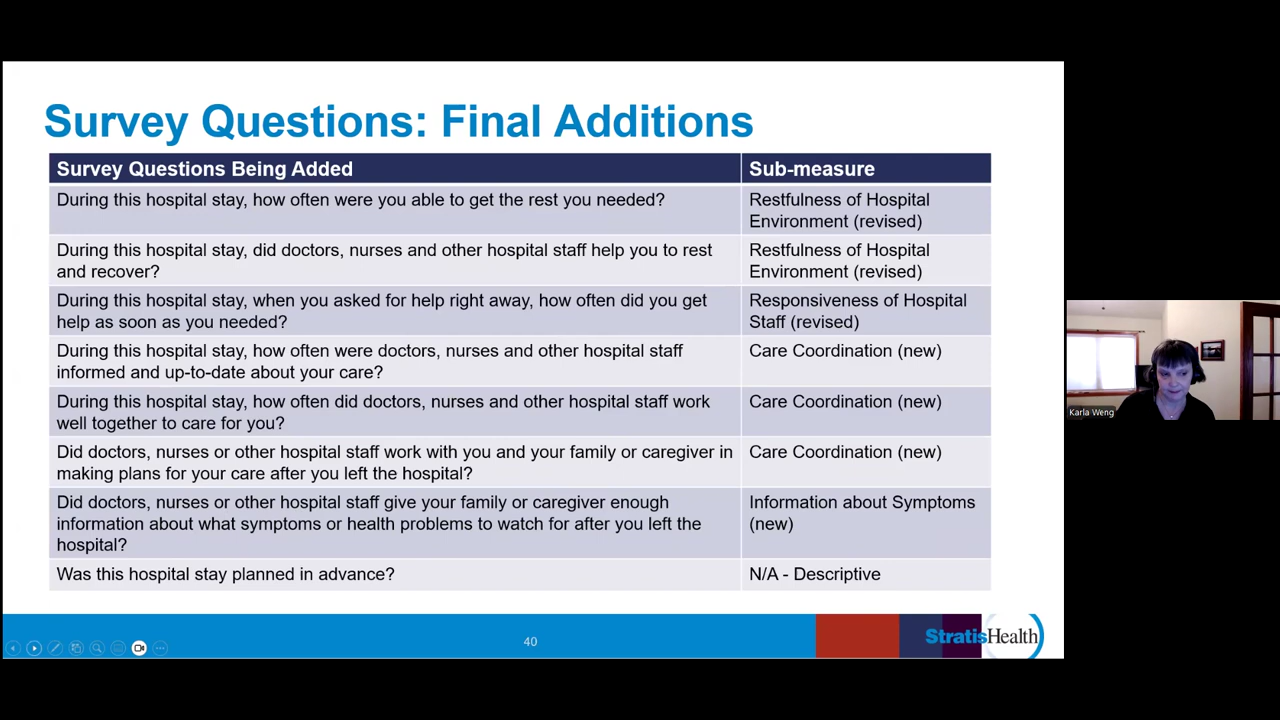 Survey Questions: Final Additions
Survey Questions Being Added
Sub-measure
During this hospital stay, how often were you able to get the rest you needed?
Restfulness of Hospital
Environment (revised)
During this hospital stay, did doctors, nurses and other hospital staff help you to rest
and recover?
Restfulness of Hospital
Environment (revised)
During this hospital stay, when you asked for help right away, how often did you get
help as soon as you needed?
Responsiveness of Hospital
Staff (revised)
During this hospital stay, how often were doctors, nurses and other hospital staff
informed and up-to-date about your care?
Care Coordination (new)
During this hospital stay, how often did doctors, nurses and other hospital staff work
well together to care for you?
Care Coordination (new)
Did doctors, nurses or other hospital staff work with you and your family or caregiver in
making plans for your care after you left the hospital?
Care Coordination (new)
Did doctors, nurses or other hospital staff give your family or caregiver enough
information about what symptoms or health problems to watch for after you left the
hospital?
Information about Symptoms
(new)
Was this hospital stay planned in advance?
N/A - Descriptive
40
StratisHealth
Karla Weng